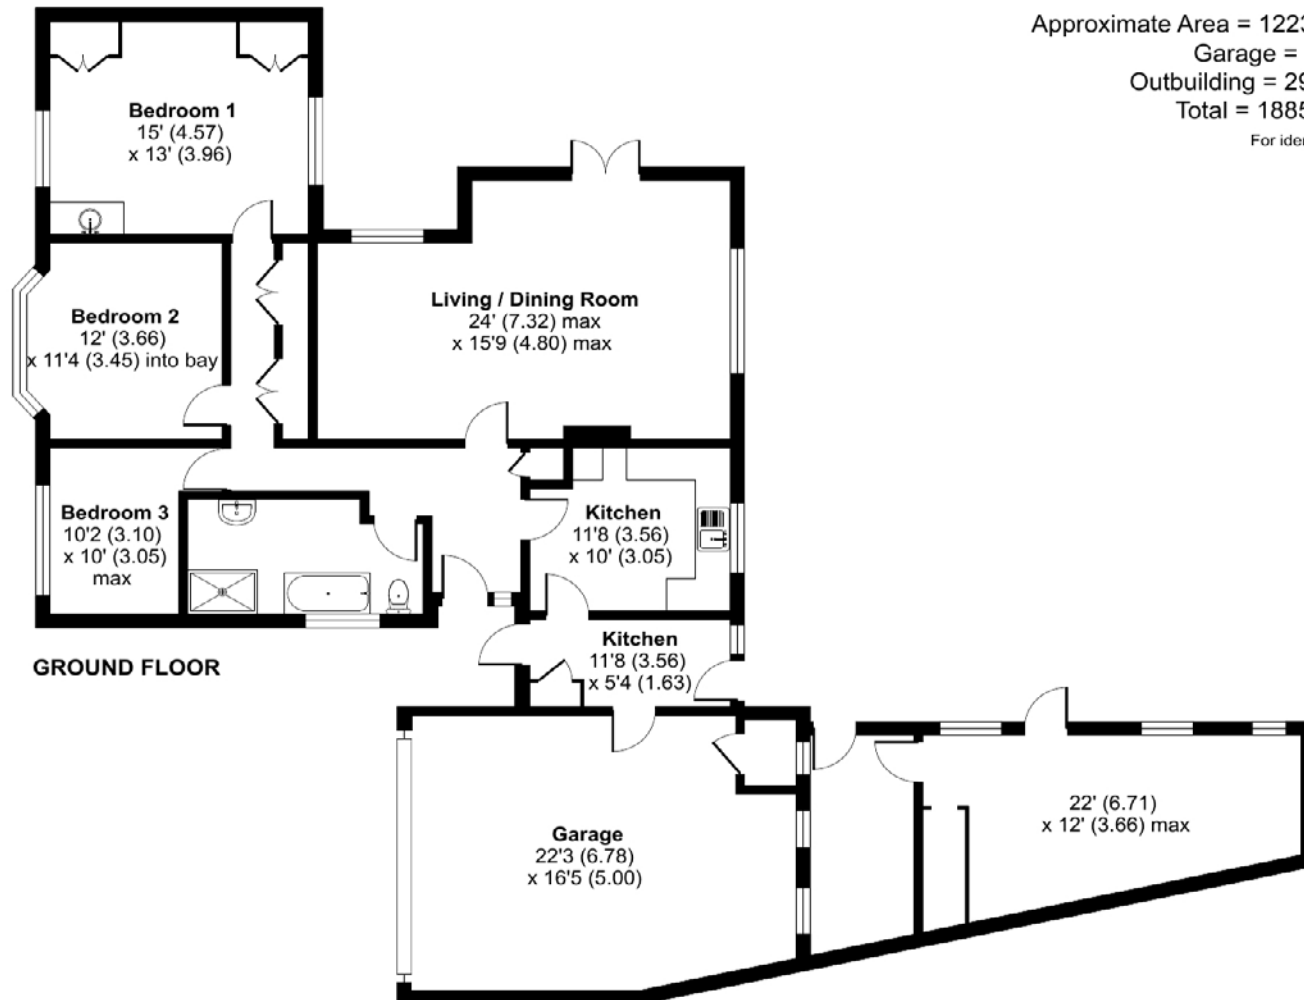 Approximate Area = 1223
Garage =
Outbuilding = 29
Total = 1885
For iden
Bedroom 1
15' (4.57)
x 13' (3.96)
Bedroom 2
12' (3.66)
x 11'4 (3.45) into bay
Living / Dining Room
24' (7.32) max
x 15'9 (4.80) max
Bedroom 3
10'2 (3.10)
x 10' (3.05)
max
Kitchen
11'8 (3.56)
x 10' (3.05)
Kitchen
11'8 (3.56)
x 5'4 (1.63)
GROUND FLOOR
Garage
22'3 (6.78)
x 16'5 (5.00)
22' (6.71)
x 12' (3.66) max